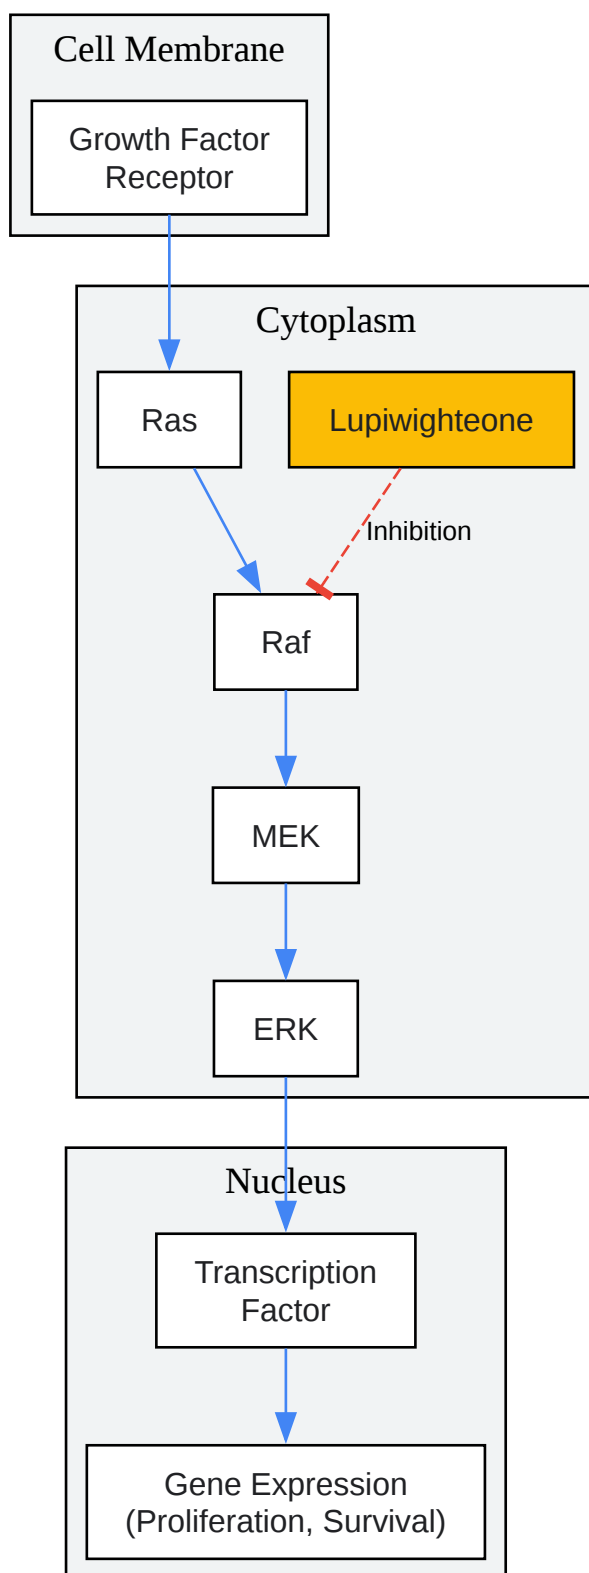 Cell Membrane
Growth Factor
Receptor
Cytoplasm
Ras
Lupiwighteone
Inhibition
Raf
MEK
ERK
Nucleus
Transcription
Factor
Gene Expression
(Proliferation, Survival)